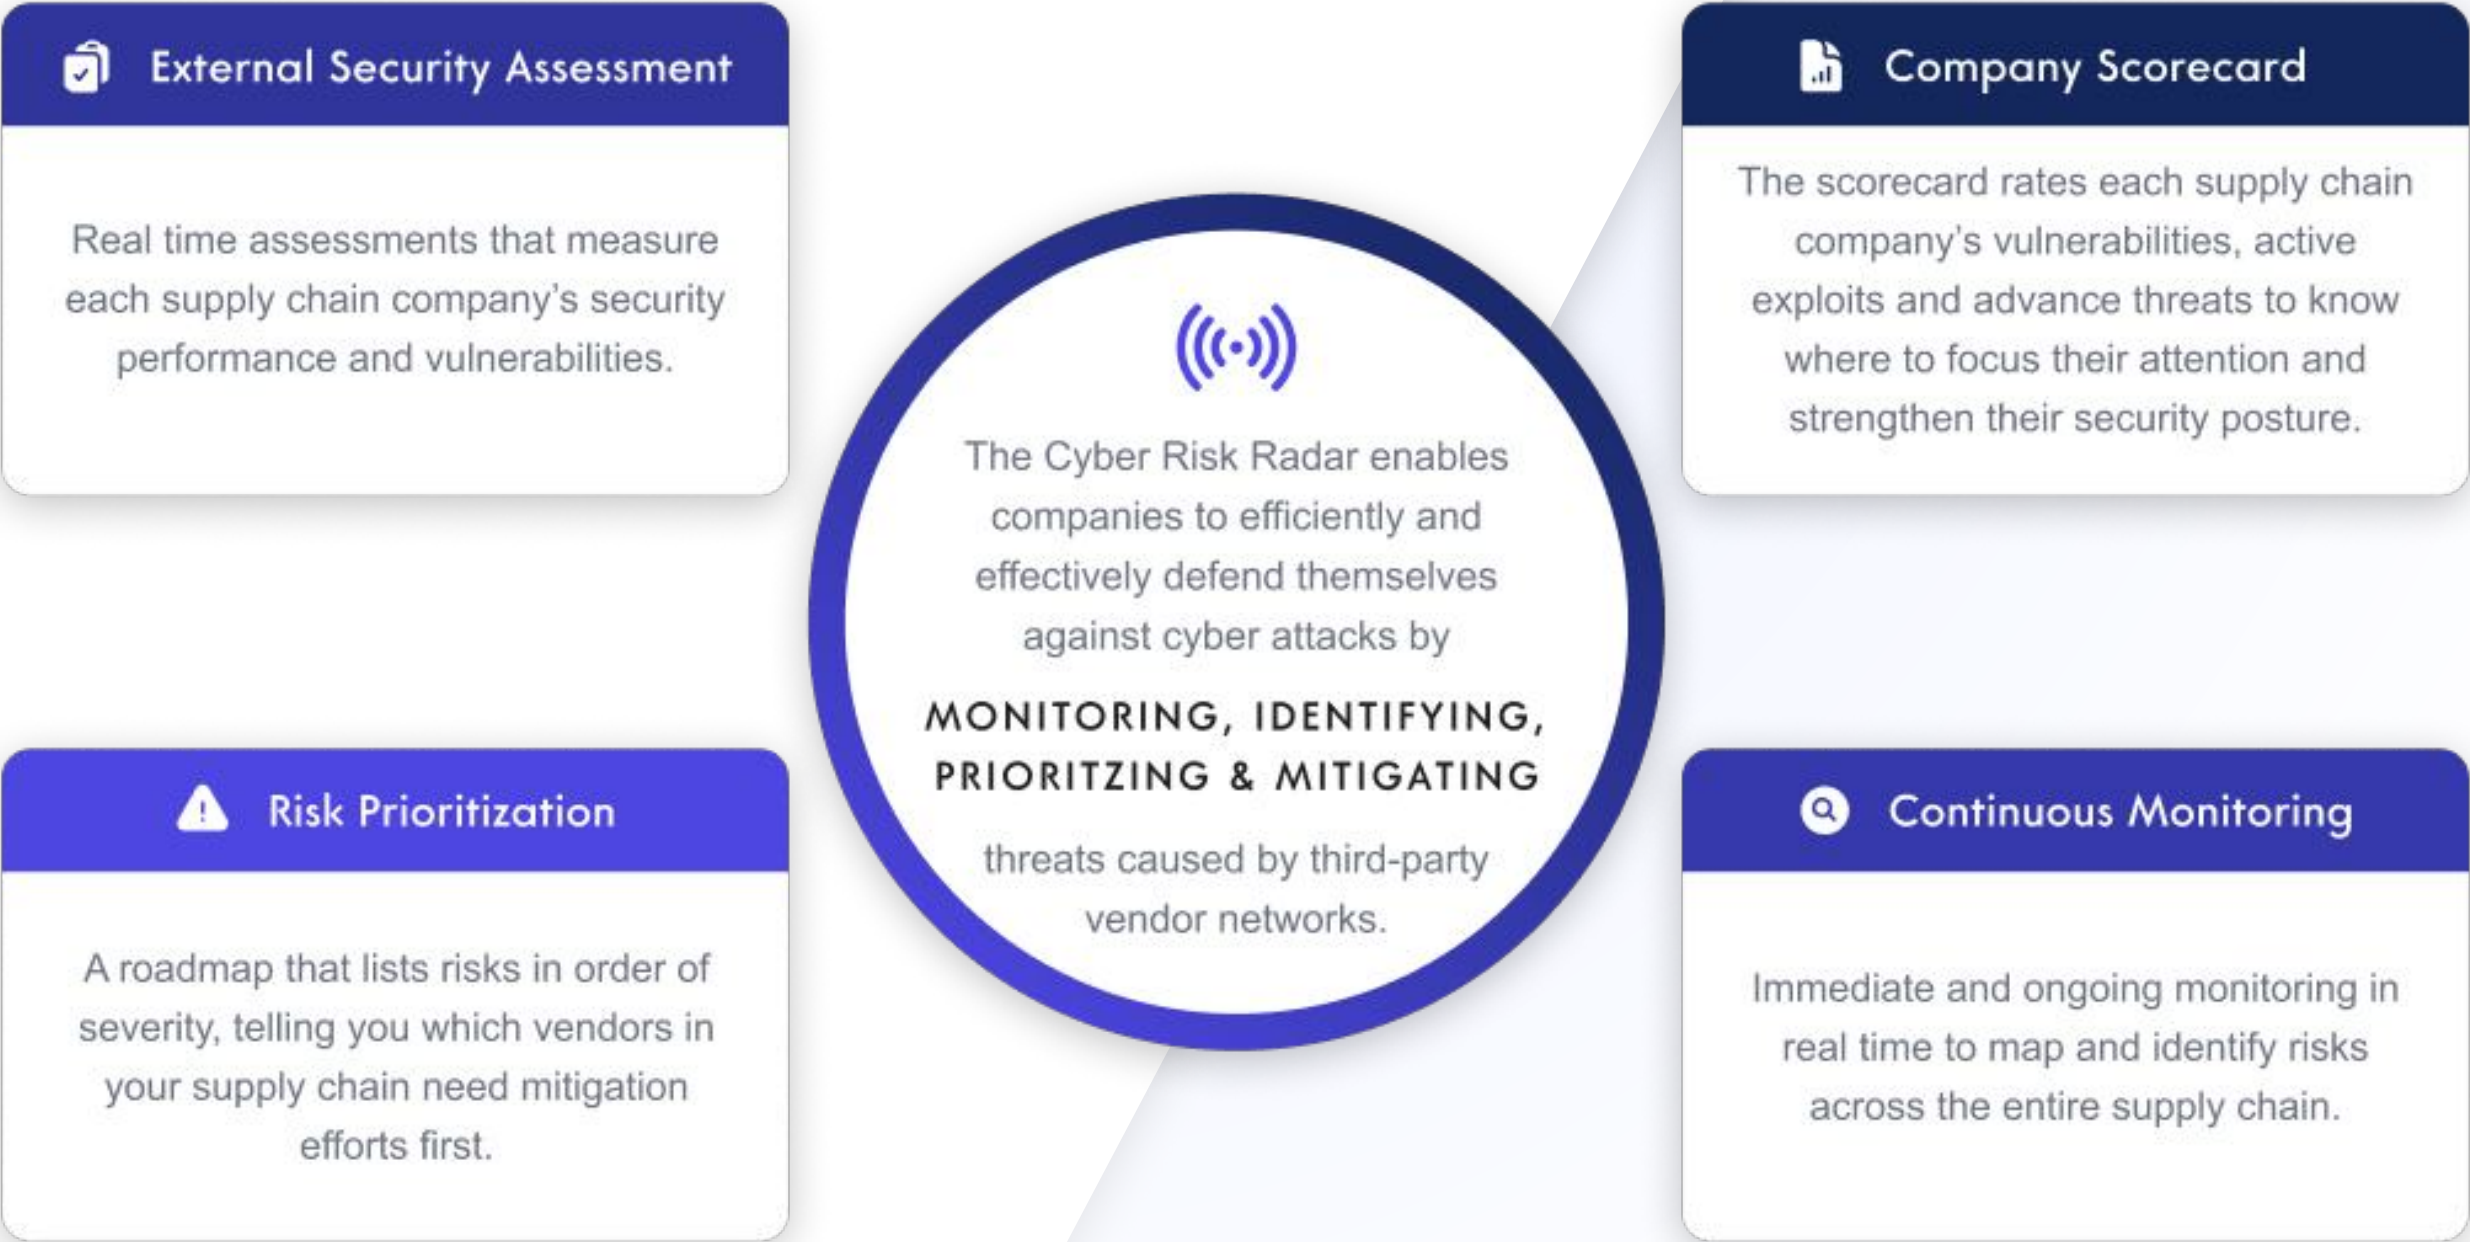 External Security Assessment
Real time assessments that measure
each supply chain company's security
performance and vulnerabilities.
Company Scorecard
The scorecard rates each supply chain
company's vulnerabilities, active
exploits and advance threats to know
where to focus their attention and
strengthen their security posture.
The Cyber Risk Radar enables
companies to efficiently and
effectively defend themselves
against cyber attacks by
MONITORING, IDENTIFYING,
PRIORITZING & MITIGATING
threats caused by third-party
vendor networks.
Risk Prioritization
A roadmap that lists risks in order of
severity, telling you which vendors in
your supply chain need mitigation
efforts first.
Continuous Monitoring
Immediate and ongoing monitoring in
real time to map and identify risks
across the entire supply chain.